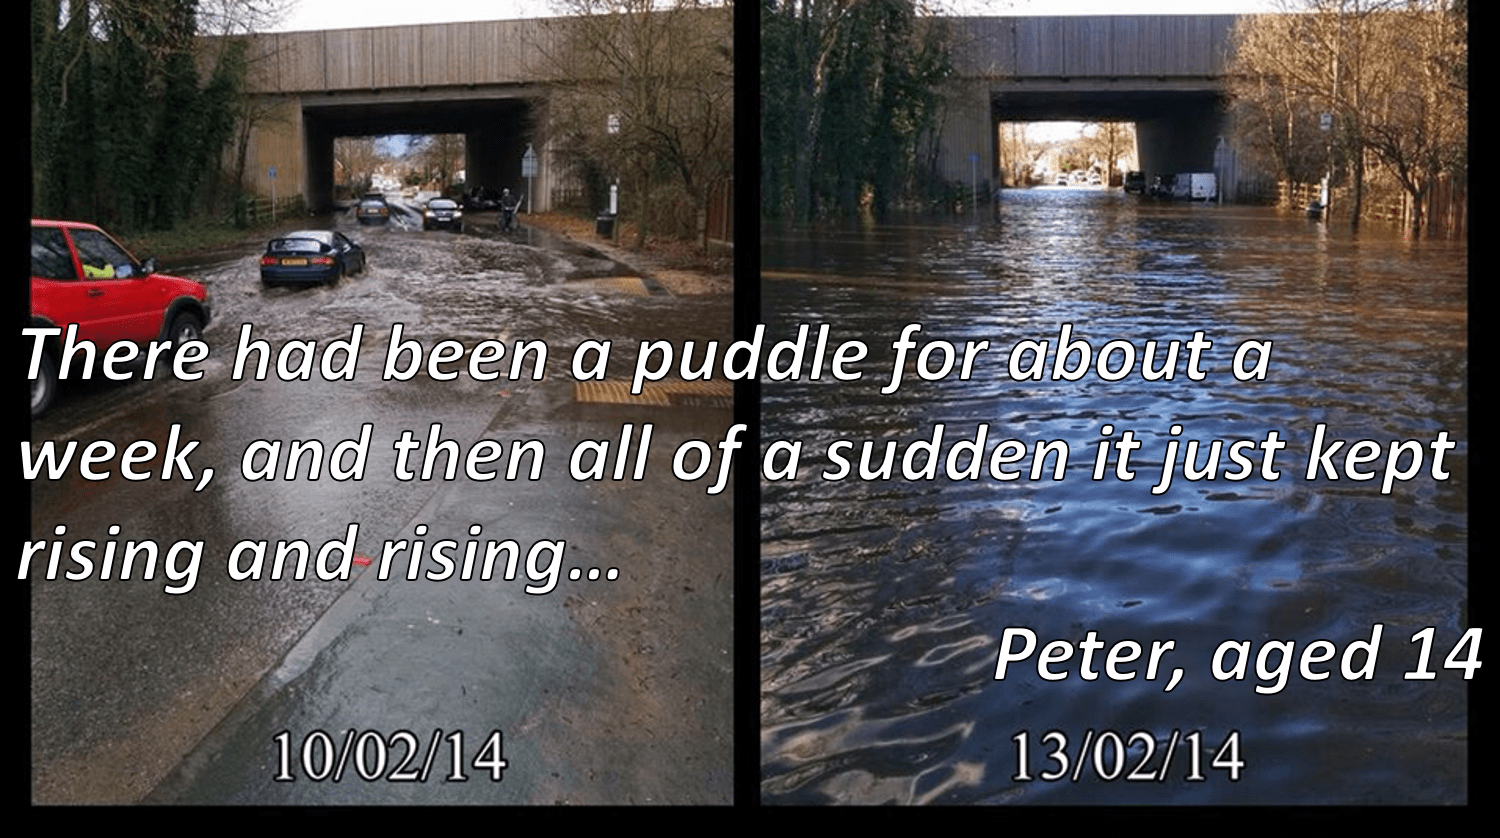 There had been a puddle for about a
week, and then all of a sudden it just kept
rising and rising…
Peter, aged 14
10/02/14
13/02/14